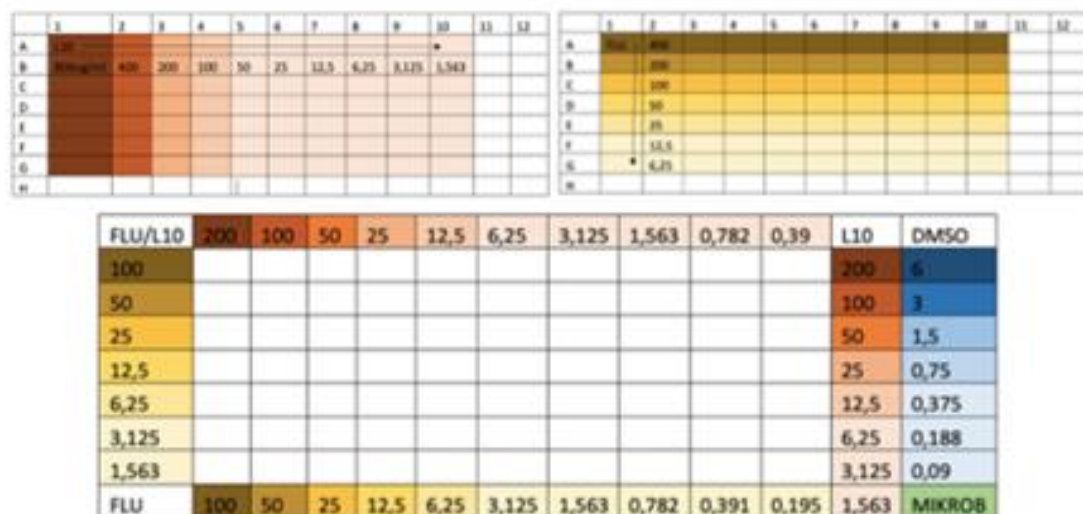 1 2 3 4 5 6 7 8 9 10 11 12
A L10
B 400 200 100 50 25 12,5 6,25 3,125 1,563
C
D
E
F
G
H
1 2 3 4 5 6 7 8 9 10 11 12
A 400
B 200
C 100
D 50
E 25
F 12,5
G 6,25
H
FLU/L10 200 100 50 25 12,5 6,25 3,125 1,563 0,782 0,39 L10 DMSO
100 200 6
50 100 3
25 50 1,5
12,5 25 0,75
6,25 12,5 0,375
3,125 6,25 0,188
1,563 3,125 0,09
FLU 100 50 25 12,5 6,25 3,125 1,563 0,782 0,391 0,195 1,563 MIKROB